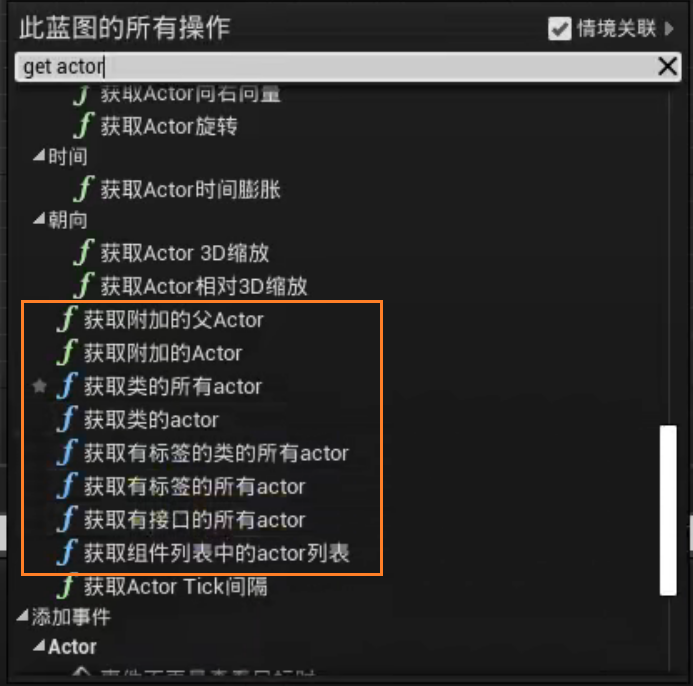 此蓝图的所有操作
情境关联
get actor
获取Actor向右向量
获取Actor旋转
时间
获取Actor时间膨胀
朝向
获取Actor 3D缩放
获取Actor相对3D缩放
获取附加的父Actor
获取附加的Actor
获取类的所有actor
获取类的actor
获取有标签的类的所有actor
获取有标签的所有actor
获取有接口的所有actor
获取组件列表中的actor列表
获取Actor Tick间隔
添加事件
Actor